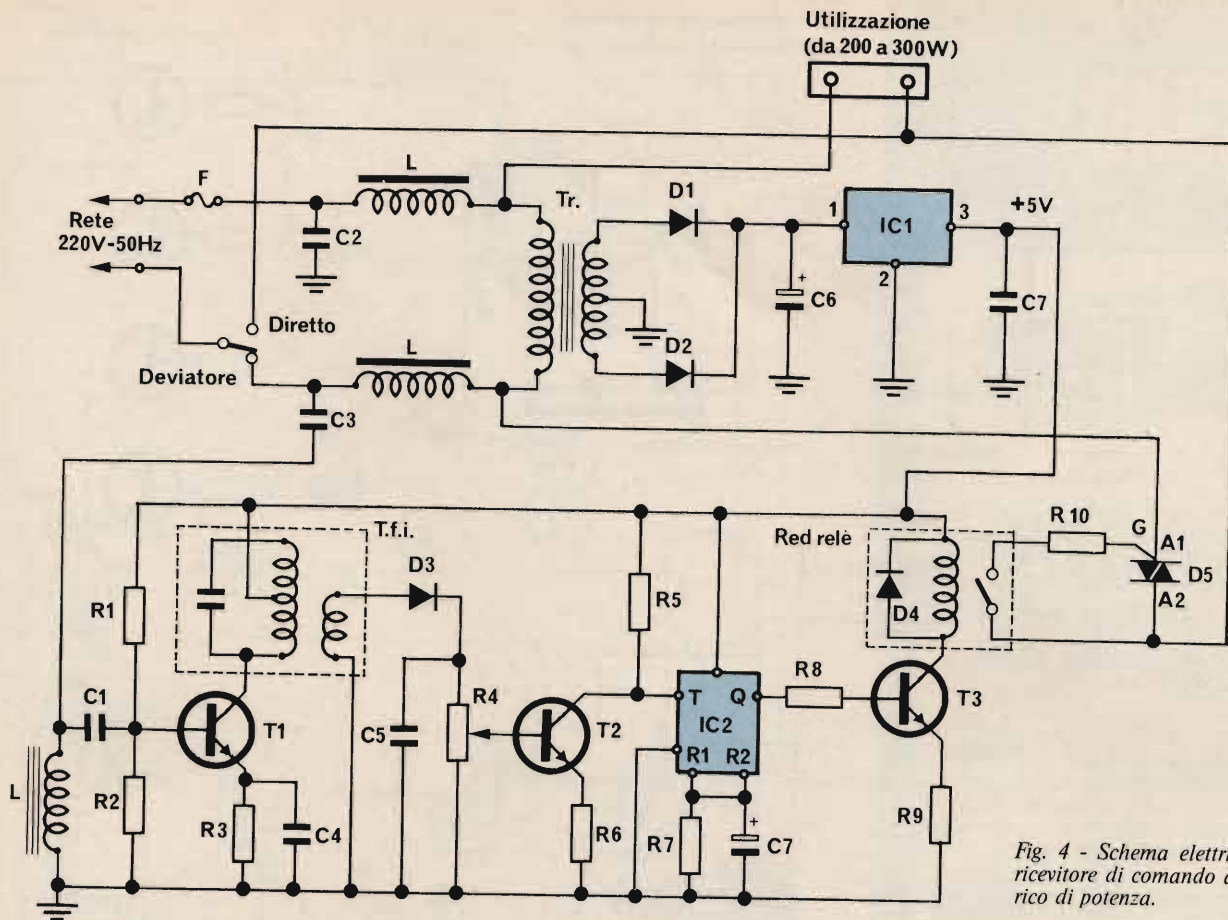 Utilizzazione
(da 200 a 300W)
F
L
Tr.
D1
1
IC1
3
+5V
Rete
220V-50Hz
C2
2
C6
+
C7
Diretto
L
D2
Deviatore
C3
T.f.i.
Red relè
R10
G
A1
D5
A2
R1
D3
R5
D4
C1
T1
R4
T2
T
Q
IC2
R1
R2
R8
T3
L
R2
R3
C4
C5
R6
R7
+
C7
R9
Fig. 4 - Schema elettri
ricevitore di comando a
rico di potenza.